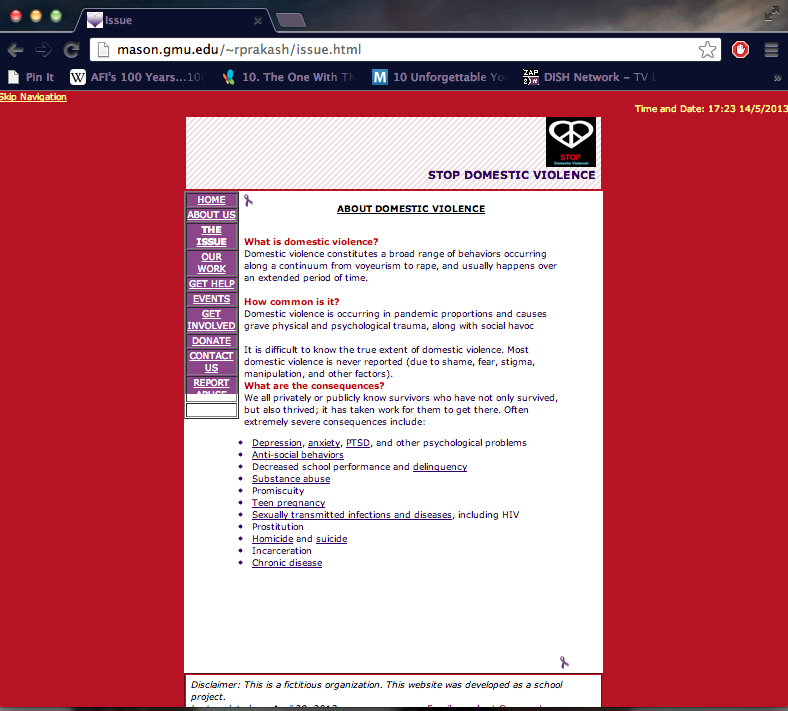 Issue
mason.gmu.edu/~rprakash/issue.html
Pin It
W AFI's 100 Years...100
10. The One With Th
M 10 Unforgettable Yo
ZAP 2it DISH Network – TV L
»
Skip Navigation
Time and Date: 17:23 14/5/2013
STOP
Domestic Violence!
STOP DOMESTIC VIOLENCE
HOME
ABOUT US
THE
ISSUE
OUR
WORK
GET HELP
EVENTS
GET
INVOLVED
DONATE
CONTACT
US
REPORT
ABUSE
ABOUT DOMESTIC VIOLENCE
What is domestic violence?
Domestic violence constitutes a broad range of behaviors occurring
along a continuum from voyeurism to rape, and usually happens over
an extended period of time.
How common is it?
Domestic violence is occurring in pandemic proportions and causes
grave physical and psychological trauma, along with social havoc
It is difficult to know the true extent of domestic violence. Most
domestic violence is never reported (due to shame, fear, stigma,
manipulation, and other factors).
What are the consequences?
We all privately or publicly know survivors who have not only survived,
but also thrived; it has taken work for them to get there. Often
extremely severe consequences include:
• Depression, anxiety, PTSD, and other psychological problems
• Anti-social behaviors
• Decreased school performance and delinquency
• Substance abuse
• Promiscuity
• Teen pregnancy
• Sexually transmitted infections and diseases, including HIV
• Prostitution
• Homicide and suicide
• Incarceration
• Chronic disease
Disclaimer: This is a fictitious organization. This website was developed as a school
project.